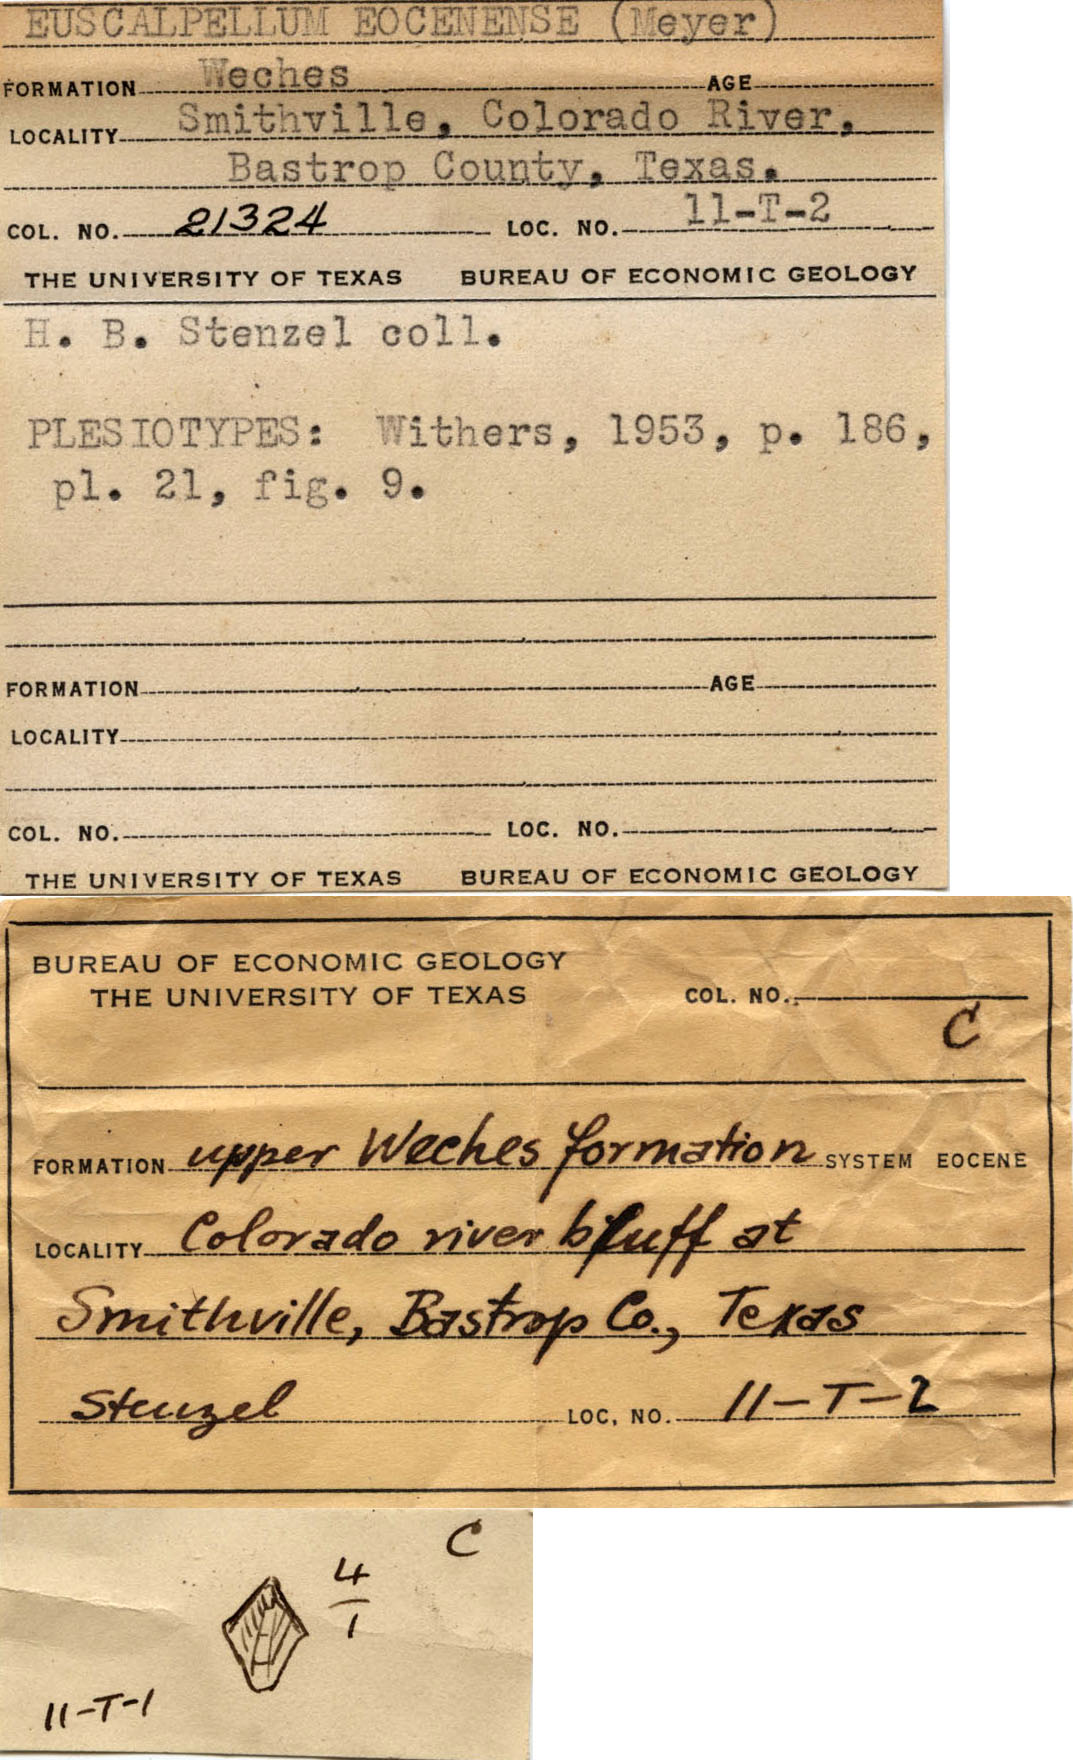 EUSCALPELLUM EOCENENSE (Meyer)
FORMATION Weches AGE
LOCALITY Smithville, Colorado River,
Bastrop County, Texas.
COL. NO. 21324 LOC. NO. 11-T-2
THE UNIVERSITY OF TEXAS BUREAU OF ECONOMIC GEOLOGY
H. B. Stenzel coll.
PLESIOTYPES: Withers, 1953, p. 186,
pl. 21, fig. 9.
FORMATION AGE
LOCALITY
COL. NO. LOC. NO.
THE UNIVERSITY OF TEXAS BUREAU OF ECONOMIC GEOLOGY
BUREAU OF ECONOMIC GEOLOGY
THE UNIVERSITY OF TEXAS COL. NO.
C
FORMATION upper Weches formation SYSTEM EOCENE
LOCALITY Colorado river bluff at
Smithville, Bastrop Co., Texas
Stenzel LOC. NO. 11-T-2
C
4
1
11-T-1